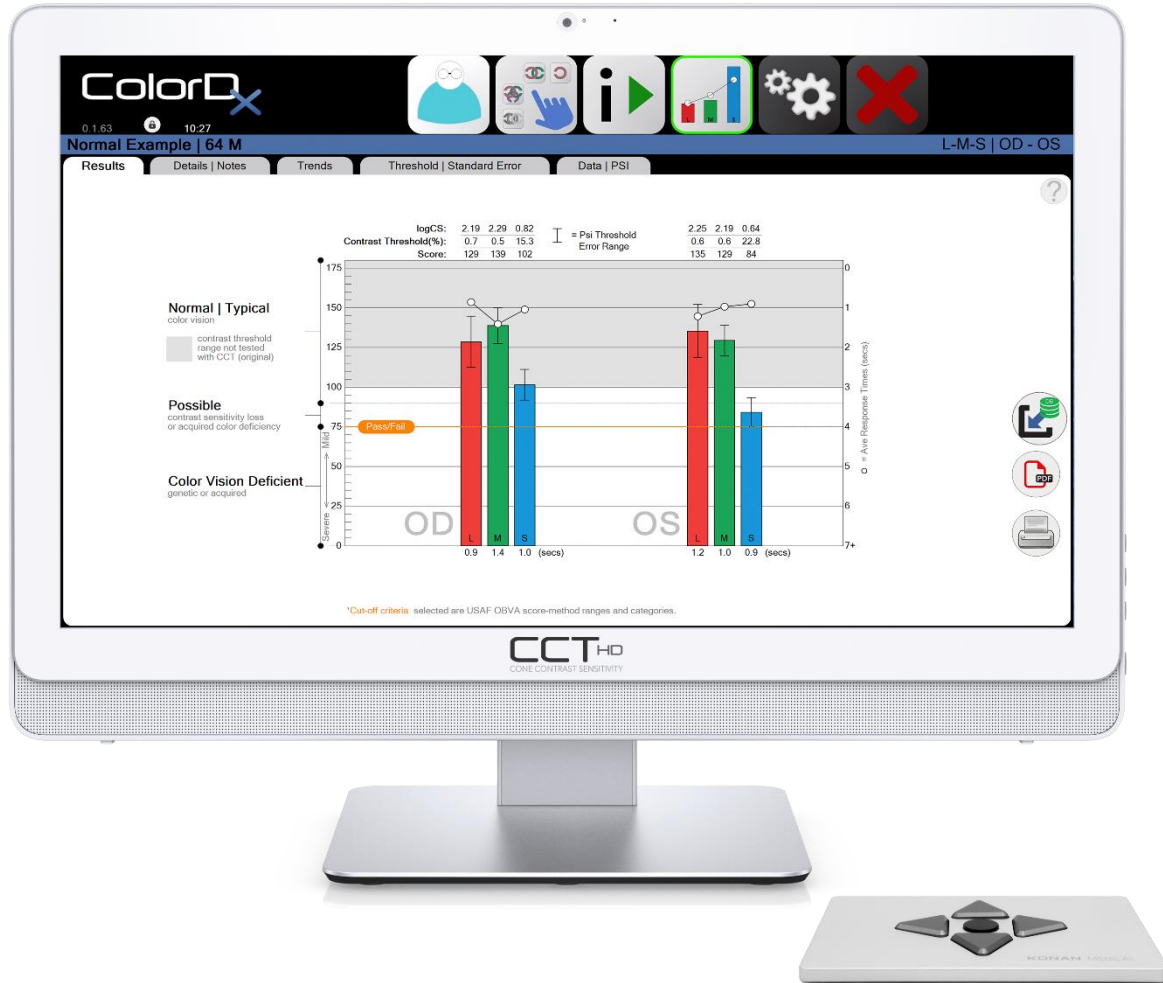 ColorDx
0.1.63 10:27
Normal Example | 64 M L-M-S | OD - OS
Results Details | Notes Trends Threshold | Standard Error Data | PSI
?
logCS: 2.19 2.29 0.82 2.25 2.19 0.64
Contrast Threshold(%): 0.7 0.5 15.3 = Psi Threshold 0.6 0.6 22.8
Score: 129 139 102 Error Range 135 129 84
175 0
Normal | Typical 150 1
color vision
contrast threshold
range not tested
with CCT (original)
125 2
100 3
Possible
contrast sensitivity loss
or acquired color deficiency
75 Pass/Fail 4
Mild
50 5
Color Vision Deficient
genetic or acquired
25 6
Severe
OD OS
0 L M S L M S 7+
0.9 1.4 1.0 (secs) 1.2 1.0 0.9 (secs)
o = Ave Response Times (secs)
DB
PDF
L M S
i
*Cut-off criteria selected are USAF OBVA score-method ranges and categories.
CCT HD
CONE CONTRAST SENSITIVITY
KONAN MEDICAL